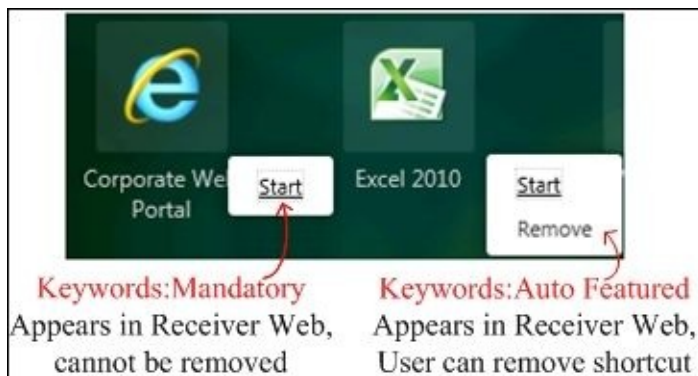 Corporate We
Portal
Start
Excel 2010
Start
Remove
Keywords:Mandatory
Appears in Receiver Web,
cannot be removed
Keywords:Auto Featured
Appears in Receiver Web,
User can remove shortcut